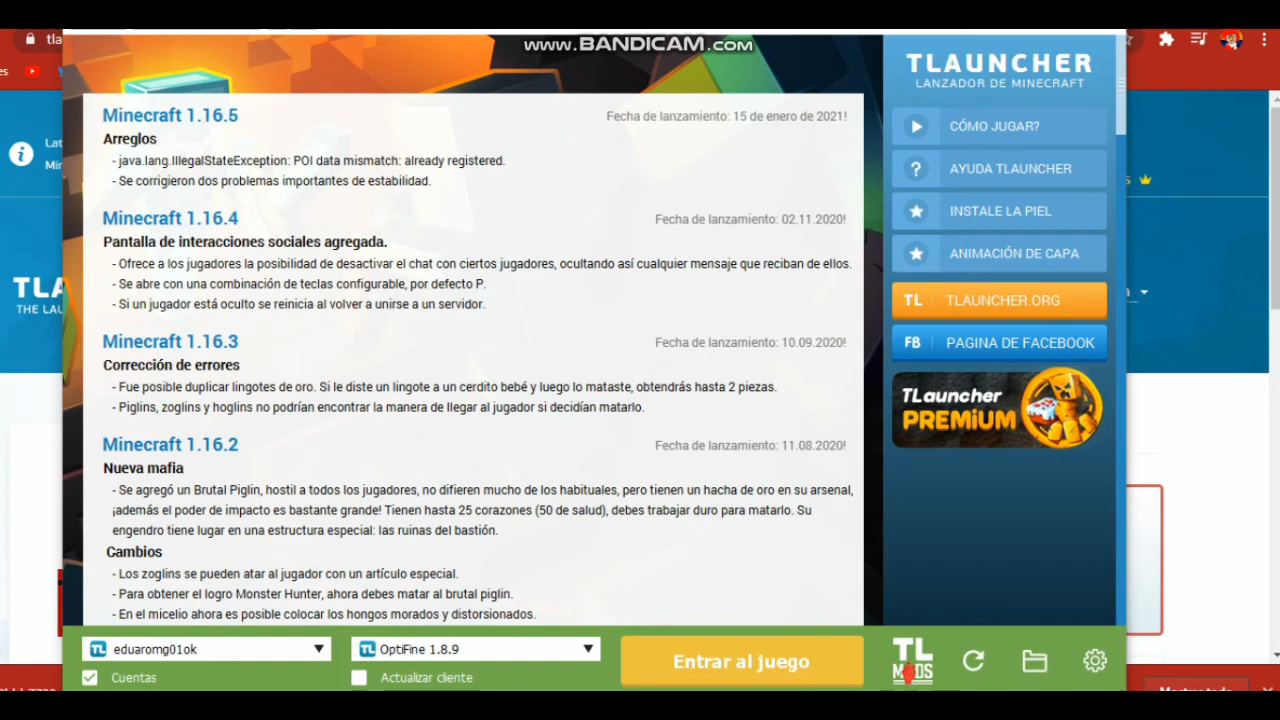 www.BANDICAM.com
tla
es
Lat
Min
TLA
THE LAU
Minecraft 1.16.5
Fecha de lanzamiento: 15 de enero de 2021!
Arreglos
- java.lang.IllegalStateException: POI data mismatch: already registered.
- Se corrigieron dos problemas importantes de estabilidad.
Minecraft 1.16.4
Fecha de lanzamiento: 02.11.2020!
Pantalla de interacciones sociales agregada.
- Ofrece a los jugadores la posibilidad de desactivar el chat con ciertos jugadores, ocultando así cualquier mensaje que reciban de ellos.
- Se abre con una combinación de teclas configurable, por defecto P.
- Si un jugador está oculto se reinicia al volver a unirse a un servidor.
Minecraft 1.16.3
Fecha de lanzamiento: 10.09.2020!
Corrección de errores
- Fue posible duplicar lingotes de oro. Si le diste un lingote a un cerdito bebé y luego lo mataste, obtendrás hasta 2 piezas.
- Piglins, zoglins y hoglins no podrían encontrar la manera de llegar al jugador si decidían matarlo.
Minecraft 1.16.2
Fecha de lanzamiento: 11.08.2020!
Nueva mafia
- Se agregó un Brutal Piglin, hostil a todos los jugadores, no difieren mucho de los habituales, pero tienen un hacha de oro en su arsenal,
¡además el poder de impacto es bastante grande! Tienen hasta 25 corazones (50 de salud), debes trabajar duro para matarlo. Su
engendro tiene lugar en una estructura especial: las ruinas del bastión.
Cambios
- Los zoglins se pueden atar al jugador con un artículo especial.
- Para obtener el logro Monster Hunter, ahora debes matar al brutal piglin.
- En el micelio ahora es posible colocar los hongos morados y distorsionados.
TLAUNCHER
LANZADOR DE MINECRAFT
CÓMO JUGAR?
AYUDA TLAUNCHER
INSTALE LA PIEL
ANIMACIÓN DE CAPA
TL TLAUNCHER.ORG
FB PAGINA DE FACEBOOK
TLauncher
PREMIUM
TL eduaromg01ok
TL OptiFine 1.8.9
Entrar al juego
TL
MODS
Cuentas
Actualizar cliente